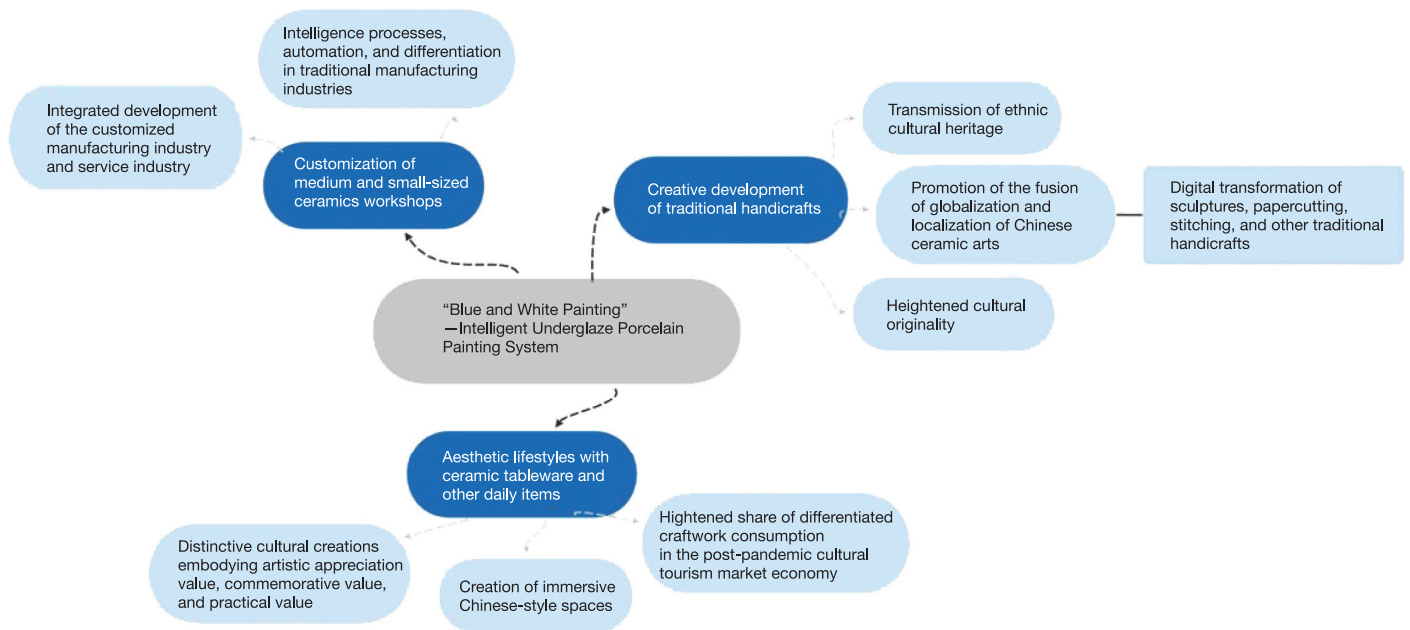 Intelligence processes,
automation, and differentiation
in traditional manufacturing
industries
Integrated development
of the customized
manufacturing industry
and service industry
Customization of
medium and small-sized
ceramics workshops
Creative development
of traditional handicrafts
Transmission of ethnic
cultural heritage
Promotion of the fusion
of globalization and
localization of Chinese
ceramic arts
Digital transformation of
sculptures, papercutting,
stitching, and other traditional
handicrafts
Heightened cultural
originality
“Blue and White Painting”
—Intelligent Underglaze Porcelain
Painting System
Aesthetic lifestyles with
ceramic tableware and
other daily items
Distinctive cultural creations
embodying artistic appreciation
value, commemorative value,
and practical value
Creation of immersive
Chinese-style spaces
Hightened share of differentiated
craftwork consumption
in the post-pandemic cultural
tourism market economy